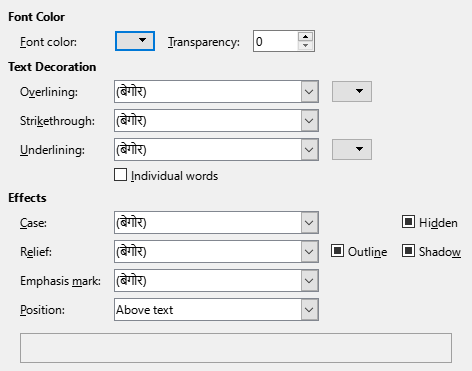 Font Color
Font color: Transparency: 0
Text Decoration
Overlining: (बेगोर)
Strikethrough: (बेगोर)
Underlining: (बेगोर)
Individual words
Effects
Case: (बेगोर) Hidden
Relief: (बेगोर) Outline Shadow
Emphasis mark: (बेगोर)
Position: Above text